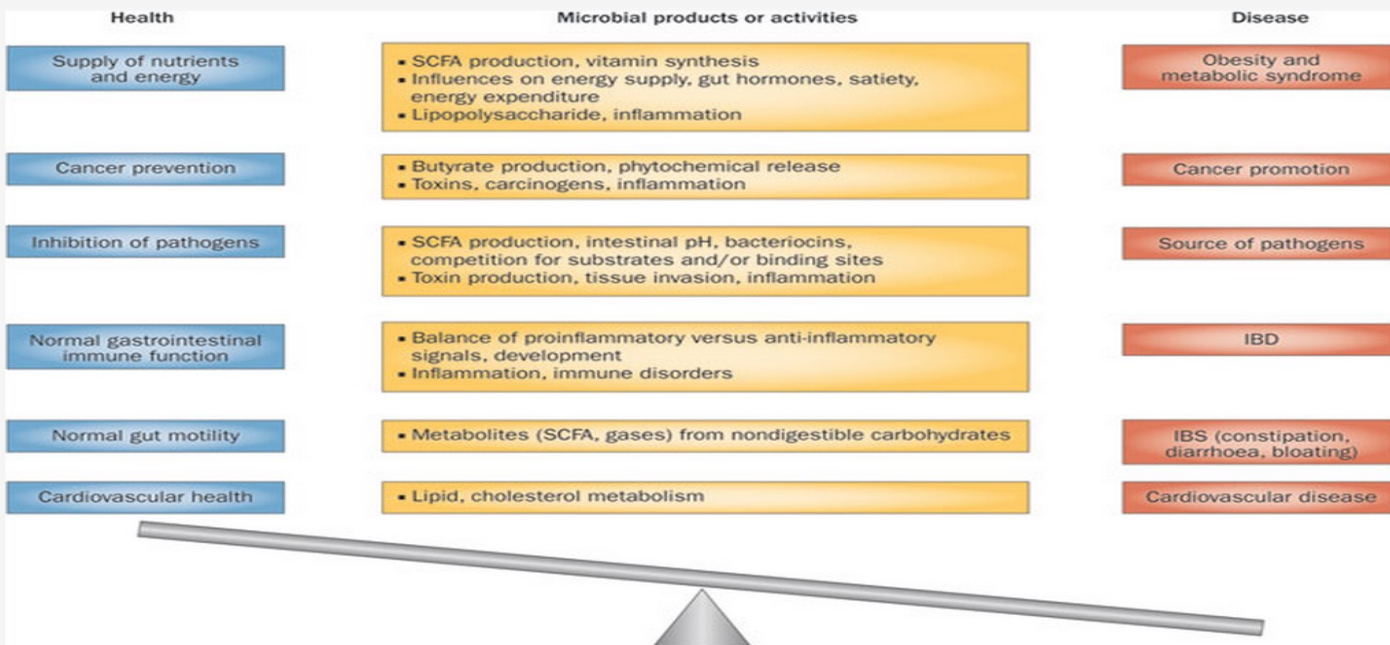 Health
Microbial products or activities
Disease
Supply of nutrients
and energy
▪ SCFA production, vitamin synthesis
▪ Influences on energy supply, gut hormones, satiety,
energy expenditure
▪ Lipopolysaccharide, inflammation
Obesity and
metabolic syndrome
Cancer prevention
▪ Butyrate production, phytochemical release
▪ Toxins, carcinogens, inflammation
Cancer promotion
Inhibition of pathogens
▪ SCFA production, intestinal pH, bacteriocins,
competition for substrates and/or binding sites
▪ Toxin production, tissue invasion, inflammation
Source of pathogens
Normal gastrointestinal
immune function
▪ Balance of proinflammatory versus anti-inflammatory
signals, development
▪ Inflammation, immune disorders
IBD
Normal gut motility
▪ Metabolites (SCFA, gases) from nondigestible carbohydrates
IBS (constipation,
diarrhoea, bloating)
Cardiovascular health
▪ Lipid, cholesterol metabolism
Cardiovascular disease